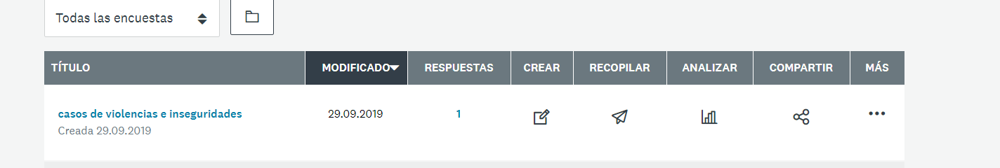 Todas las encuestas
TÍTULO MODIFICADO RESPUESTAS CREAR RECOPILAR ANALIZAR COMPARTIR MÁS
casos de violencias e inseguridades 29.09.2019 1
Creada 29.09.2019